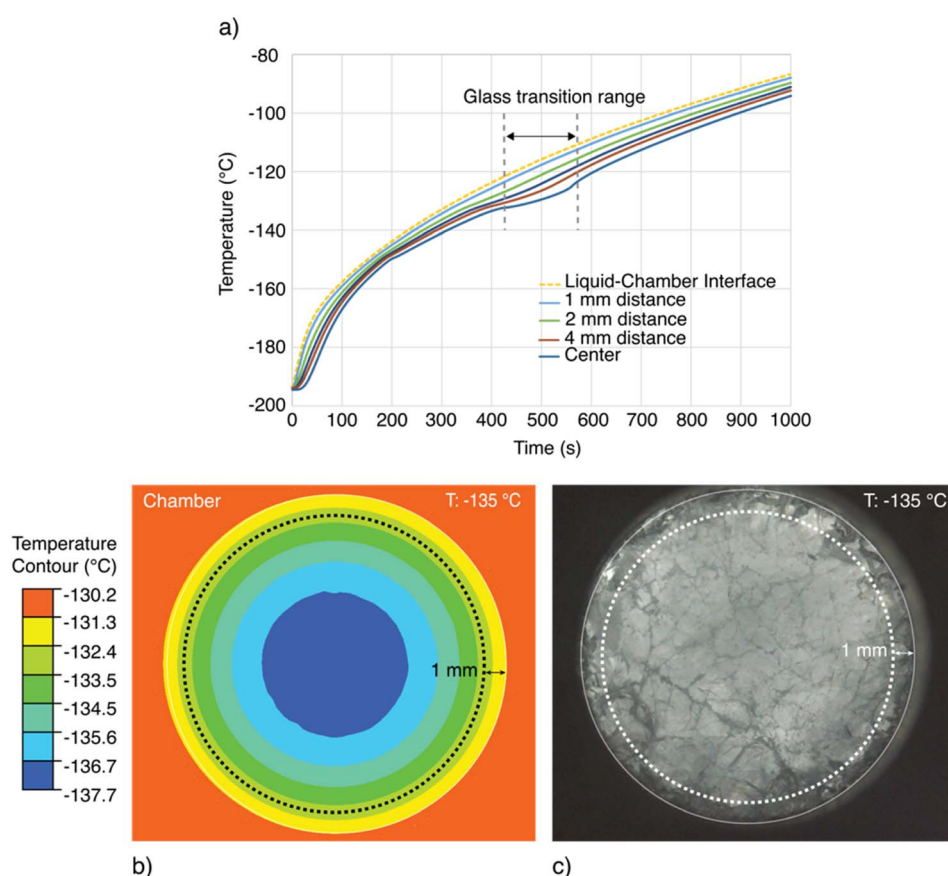 a)
-80
-100
-120
-140
-160
-180
-200
Temperature (°C)
Glass transition range
Liquid-Chamber Interface
1 mm distance
2 mm distance
4 mm distance
Center
0 100 200 300 400 500 600 700 800 900 1000
Time (s)
Temperature
Contour (°C)
-130.2
-131.3
-132.4
-133.5
-134.5
-135.6
-136.7
-137.7
Chamber T: -135 °C
1 mm
b)
T: -135 °C
1 mm
c)